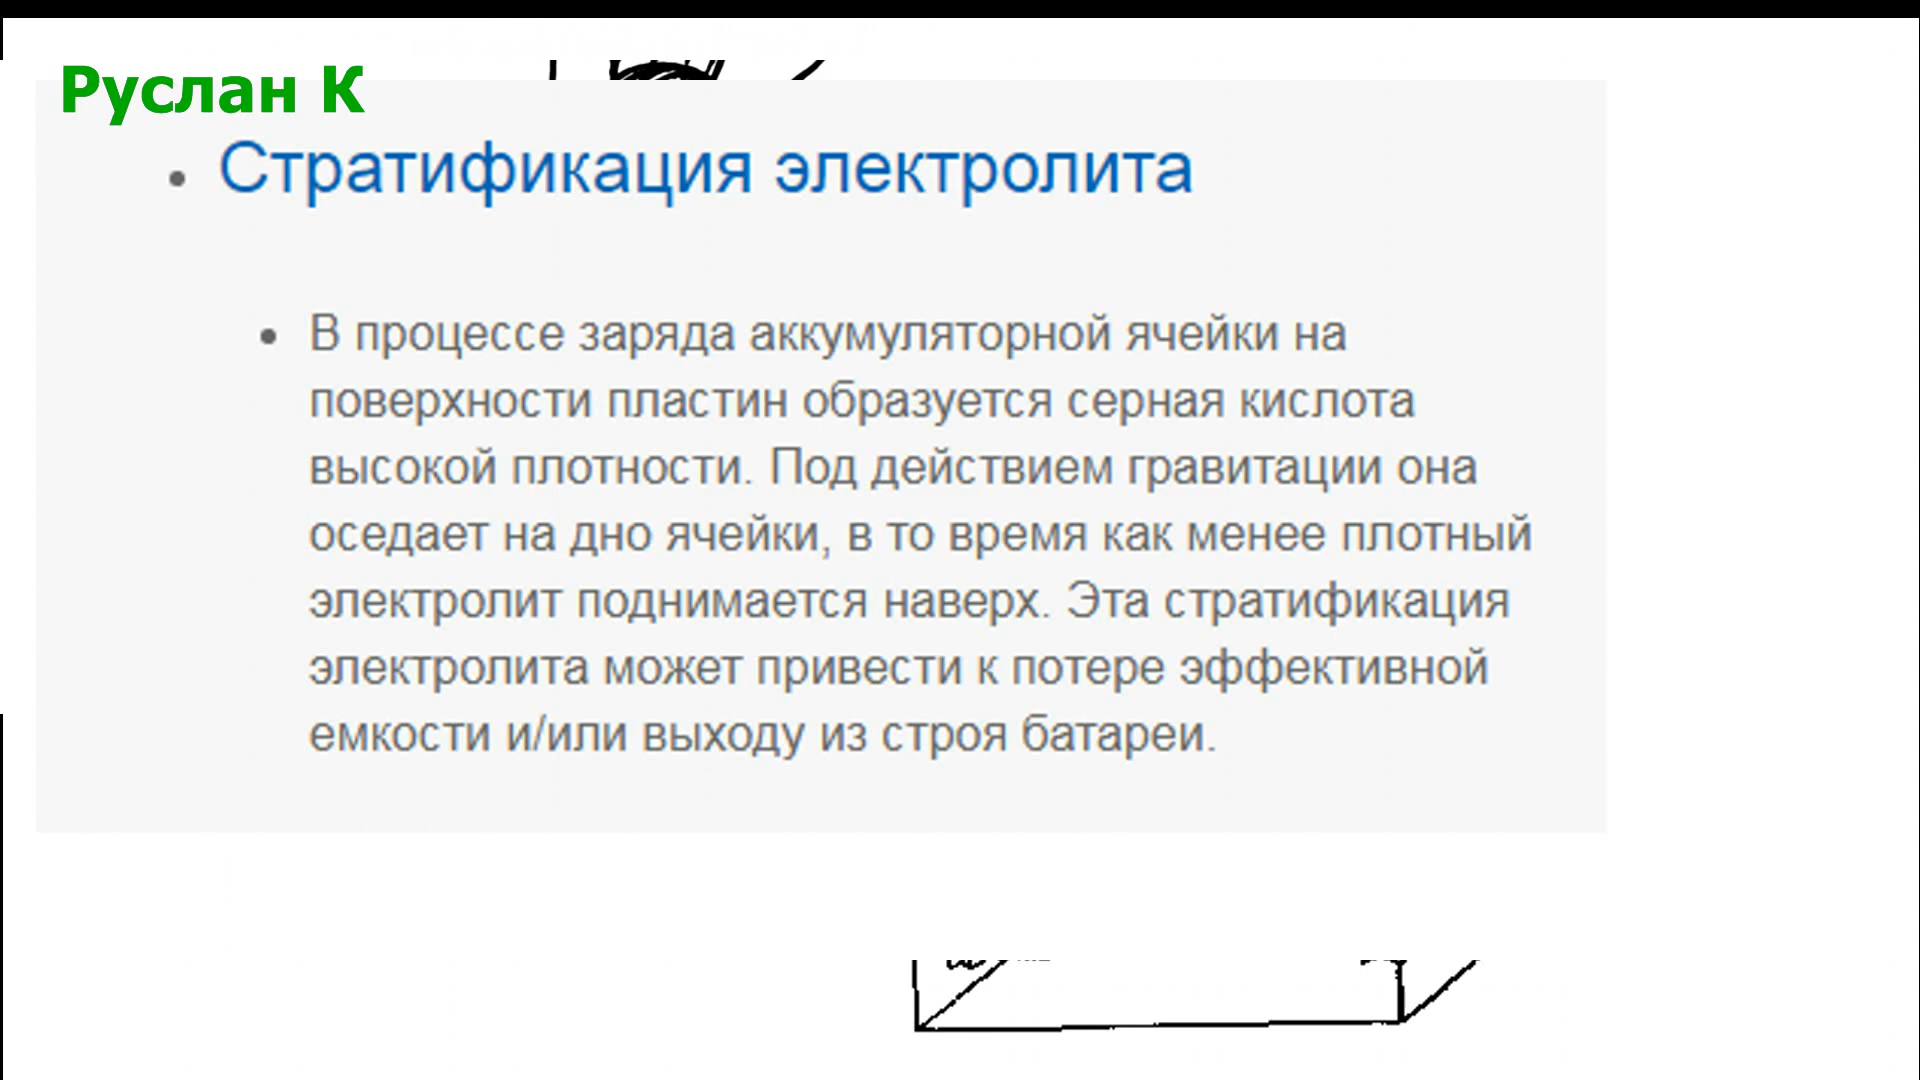 Руслан К
• Стратификация электролита
• В процессе заряда аккумуляторной ячейки на
поверхности пластин образуется серная кислота
высокой плотности. Под действием гравитации она
оседает на дно ячейки, в то время как менее плотный
электролит поднимается наверх. Эта стратификация
электролита может привести к потере эффективной
емкости и/или выходу из строя батареи.